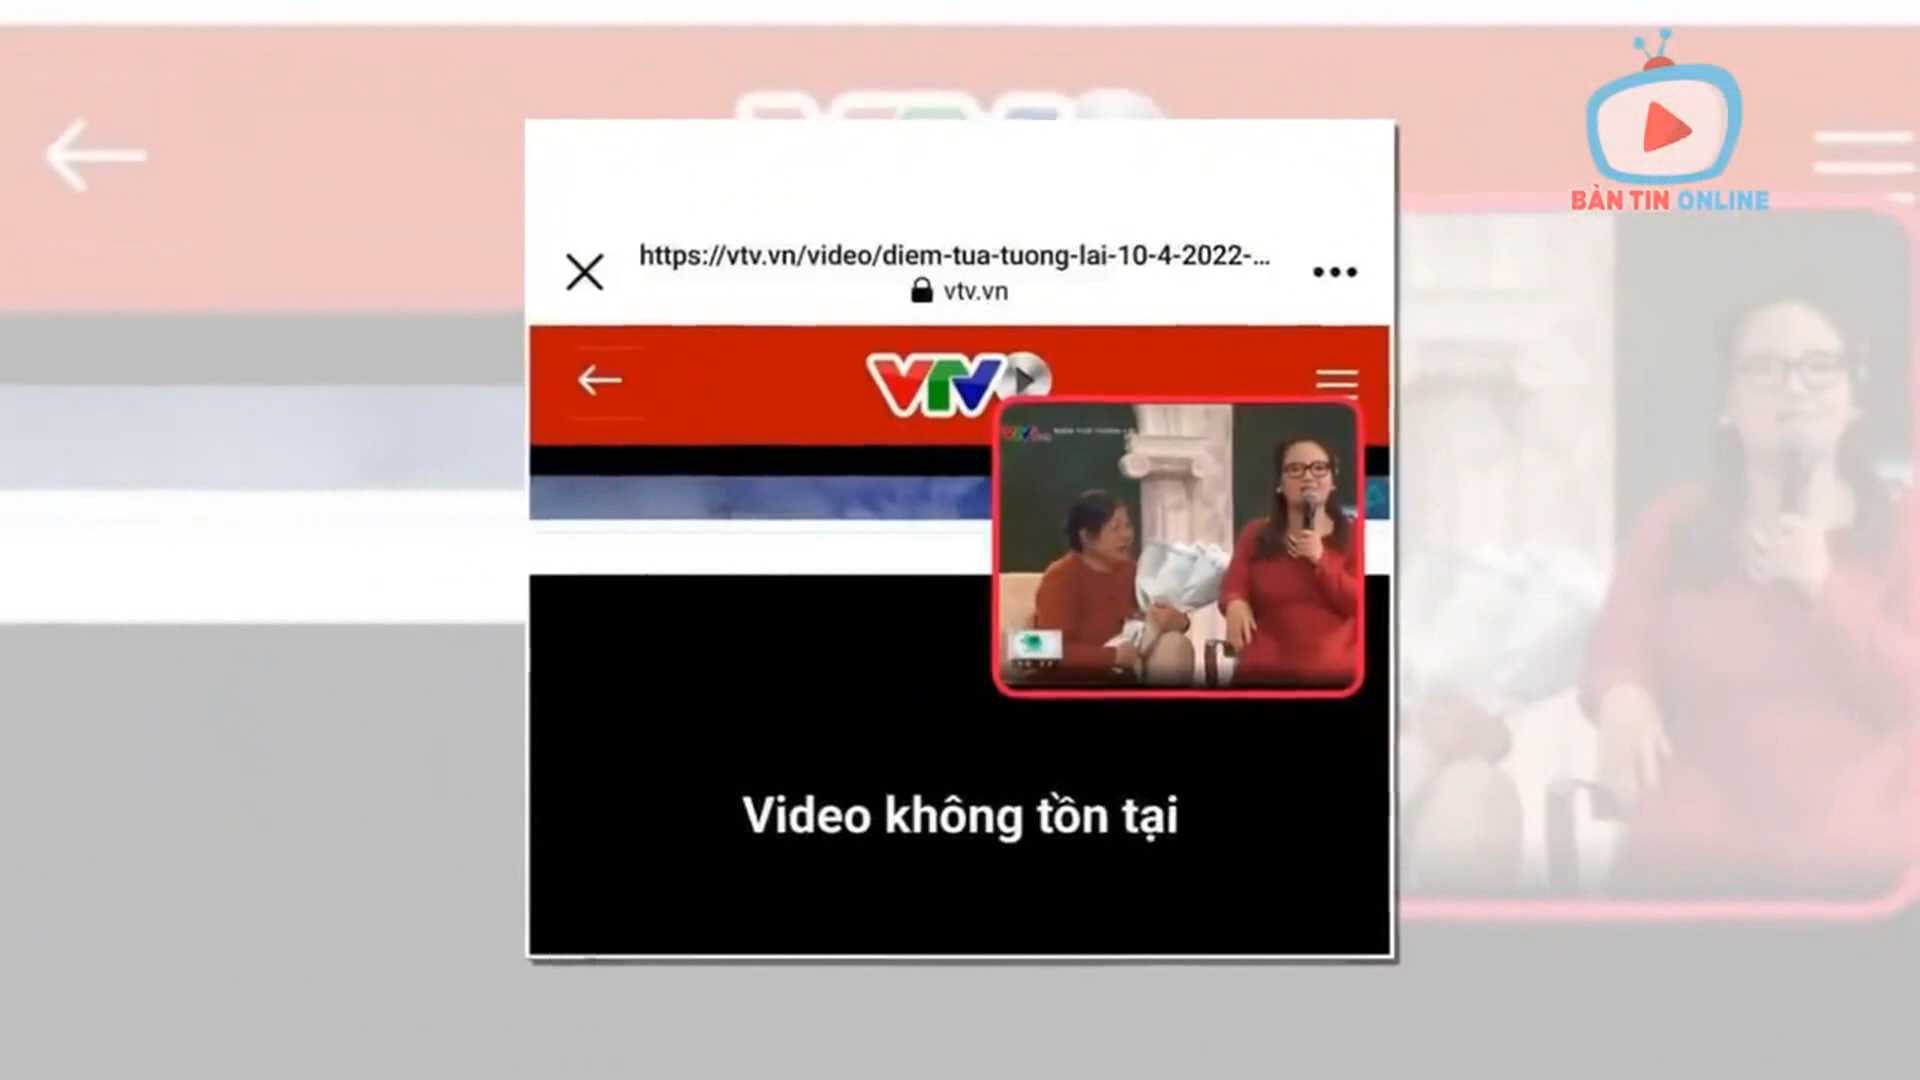 BẢN TIN ONLINE
https://vtv.vn/video/diem-tua-tuong-lai-10-4-2022-...
vtv.vn
VTV
Video không tồn tại